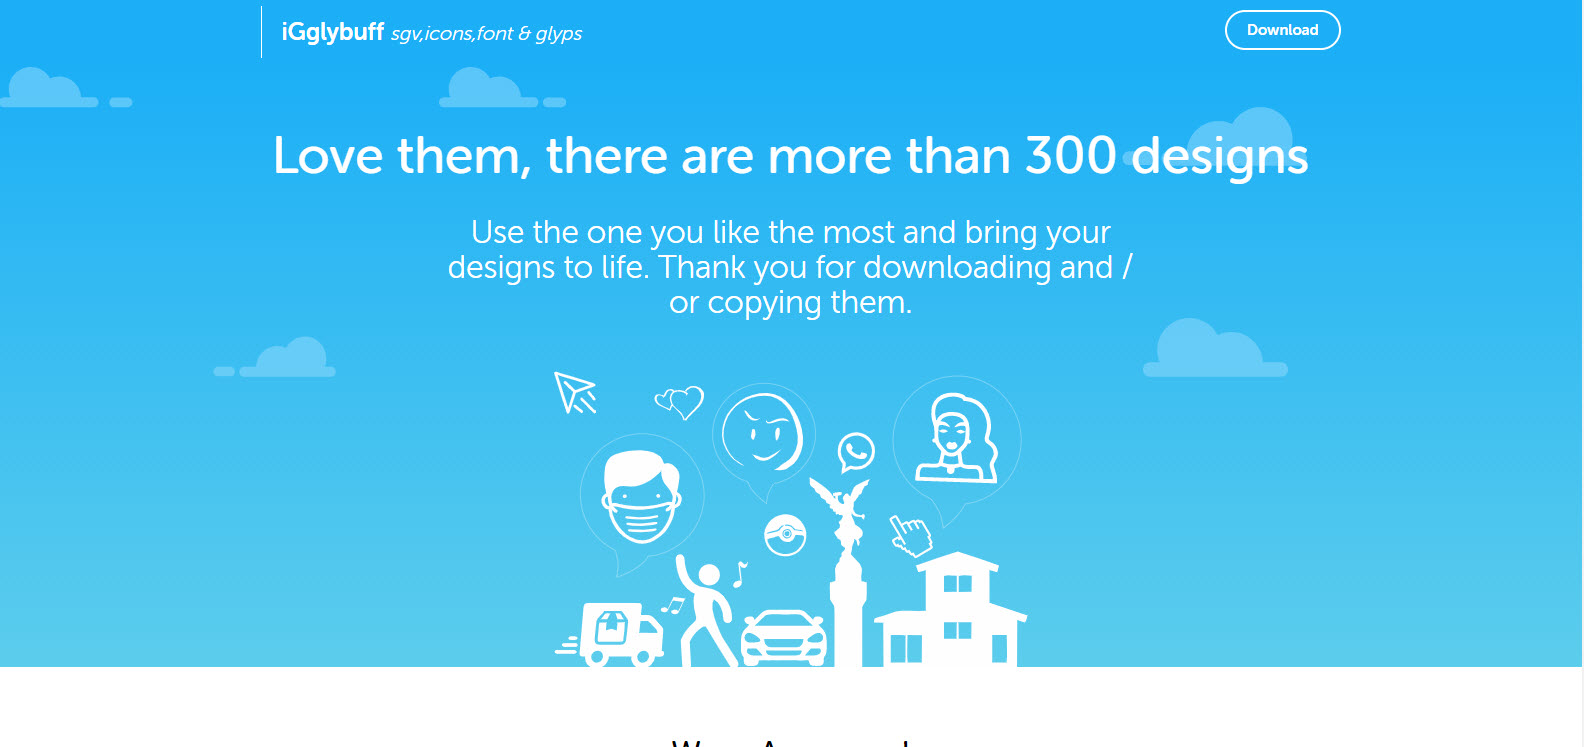 iGglybuff sgv,icons,font & glyps
Download
Love them, there are more than 300 designs
Use the one you like the most and bring your
designs to life. Thank you for downloading and /
or copying them.